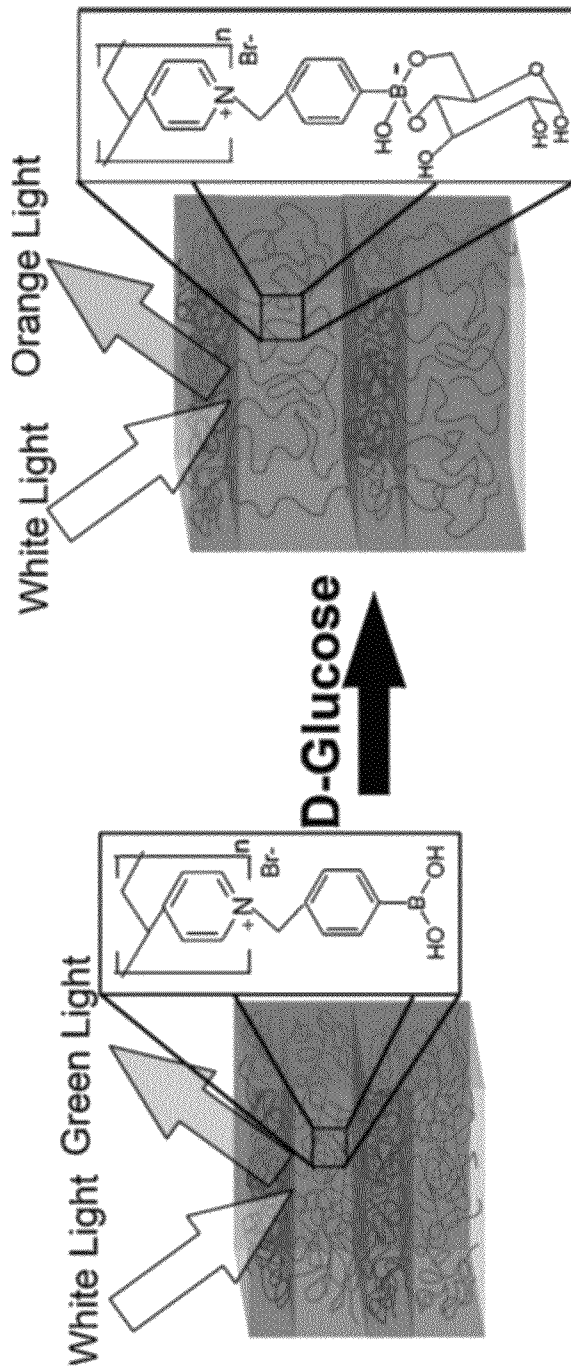 White Light
Green Light
n
N
+
Br-
B
HO
OH
D-Glucose
White Light
Orange Light
n
N
+
Br-
HO
B
-
O
O
HO
O
HO
HO